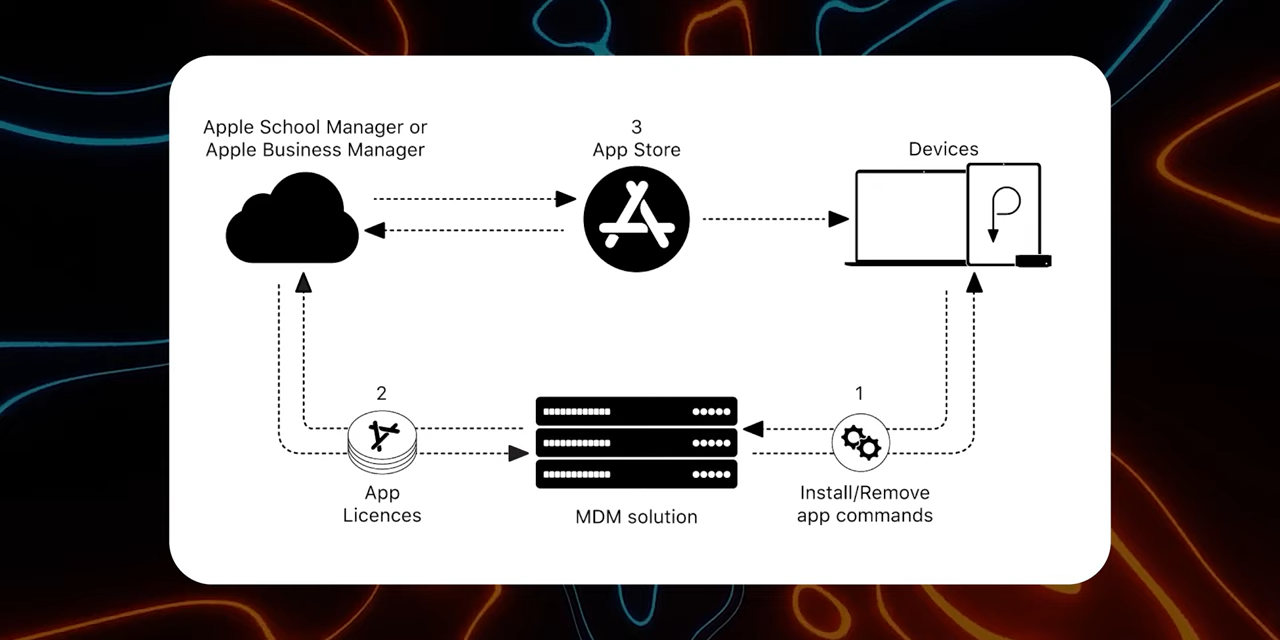 Apple School Manager or
Apple Business Manager
3
App Store
Devices
2
App
Licences
MDM solution
1
Install/Remove
app commands